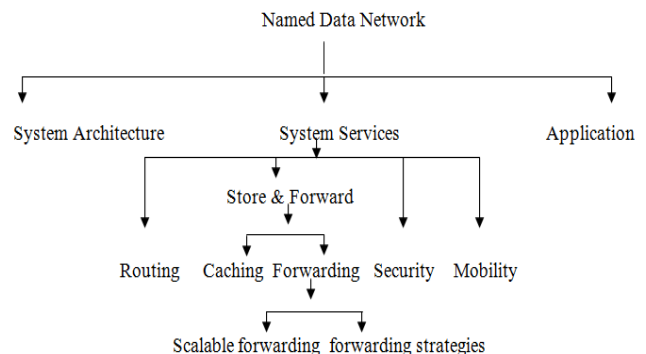 Named Data Network
System Architecture System Services Application
Store & Forward
Routing Caching Forwarding Security Mobility
Scalable forwarding forwarding strategies